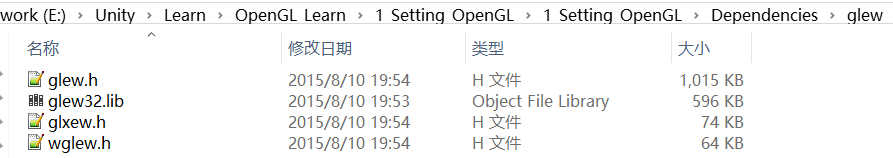 work (E:) › Unity › Learn › OpenGL Learn › 1 Setting OpenGL › 1 Setting OpenGL › Dependencies › glew
名称 修改日期 类型 大小
glew.h 2015/8/10 19:54 H 文件 1,015 KB
glew32.lib 2015/8/10 19:53 Object File Library 596 KB
glxew.h 2015/8/10 19:54 H 文件 74 KB
wglew.h 2015/8/10 19:54 H 文件 64 KB